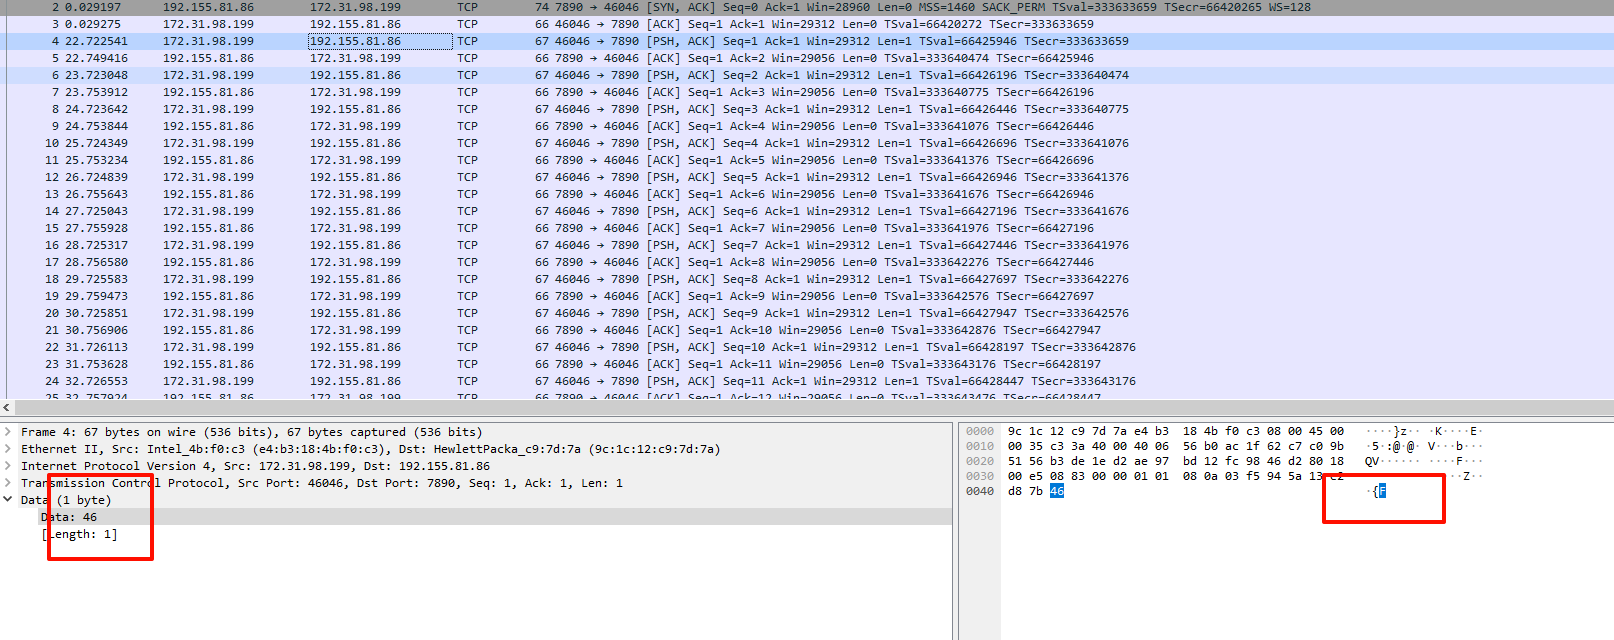 2 0.029197 192.155.81.86 172.31.98.199 TCP 74 7890 → 46046 [SYN, ACK] Seq=0 Ack=1 Win=28960 Len=0 MSS=1460 SACK_PERM TSval=333633659 TSecr=66420265 WS=128
3 0.029275 172.31.98.199 192.155.81.86 TCP 66 46046 → 7890 [ACK] Seq=1 Ack=1 Win=29312 Len=0 TSval=66420272 TSecr=333633659
4 22.722541 172.31.98.199 192.155.81.86 TCP 67 46046 → 7890 [PSH, ACK] Seq=1 Ack=1 Win=29312 Len=1 TSval=66425946 TSecr=333633659
5 22.749416 192.155.81.86 172.31.98.199 TCP 66 7890 → 46046 [ACK] Seq=1 Ack=2 Win=29056 Len=0 TSval=333640474 TSecr=66425946
6 23.723048 172.31.98.199 192.155.81.86 TCP 67 46046 → 7890 [PSH, ACK] Seq=2 Ack=1 Win=29312 Len=1 TSval=66426196 TSecr=333640474
7 23.753912 192.155.81.86 172.31.98.199 TCP 66 7890 → 46046 [ACK] Seq=1 Ack=3 Win=29056 Len=0 TSval=333640775 TSecr=66426196
8 24.723642 172.31.98.199 192.155.81.86 TCP 67 46046 → 7890 [PSH, ACK] Seq=3 Ack=1 Win=29312 Len=1 TSval=66426446 TSecr=333640775
9 24.753844 192.155.81.86 172.31.98.199 TCP 66 7890 → 46046 [ACK] Seq=1 Ack=4 Win=29056 Len=0 TSval=333641076 TSecr=66426446
10 25.724349 172.31.98.199 192.155.81.86 TCP 67 46046 → 7890 [PSH, ACK] Seq=4 Ack=1 Win=29312 Len=1 TSval=66426696 TSecr=333641076
11 25.753234 192.155.81.86 172.31.98.199 TCP 66 7890 → 46046 [ACK] Seq=1 Ack=5 Win=29056 Len=0 TSval=333641376 TSecr=66426696
12 26.724839 172.31.98.199 192.155.81.86 TCP 67 46046 → 7890 [PSH, ACK] Seq=5 Ack=1 Win=29312 Len=1 TSval=66426946 TSecr=333641376
13 26.755643 192.155.81.86 172.31.98.199 TCP 66 7890 → 46046 [ACK] Seq=1 Ack=6 Win=29056 Len=0 TSval=333641676 TSecr=66426946
14 27.725043 172.31.98.199 192.155.81.86 TCP 67 46046 → 7890 [PSH, ACK] Seq=6 Ack=1 Win=29312 Len=1 TSval=66427196 TSecr=333641676
15 27.755928 192.155.81.86 172.31.98.199 TCP 66 7890 → 46046 [ACK] Seq=1 Ack=7 Win=29056 Len=0 TSval=333641976 TSecr=66427196
16 28.725317 172.31.98.199 192.155.81.86 TCP 67 46046 → 7890 [PSH, ACK] Seq=7 Ack=1 Win=29312 Len=1 TSval=66427446 TSecr=333641976
17 28.756580 192.155.81.86 172.31.98.199 TCP 66 7890 → 46046 [ACK] Seq=1 Ack=8 Win=29056 Len=0 TSval=333642276 TSecr=66427446
18 29.725583 172.31.98.199 192.155.81.86 TCP 67 46046 → 7890 [PSH, ACK] Seq=8 Ack=1 Win=29312 Len=1 TSval=66427697 TSecr=333642276
19 29.759473 192.155.81.86 172.31.98.199 TCP 66 7890 → 46046 [ACK] Seq=1 Ack=9 Win=29056 Len=0 TSval=333642576 TSecr=66427697
20 30.725851 172.31.98.199 192.155.81.86 TCP 67 46046 → 7890 [PSH, ACK] Seq=9 Ack=1 Win=29312 Len=1 TSval=66427947 TSecr=333642576
21 30.756906 192.155.81.86 172.31.98.199 TCP 66 7890 → 46046 [ACK] Seq=1 Ack=10 Win=29056 Len=0 TSval=333642876 TSecr=66427947
22 31.726113 172.31.98.199 192.155.81.86 TCP 67 46046 → 7890 [PSH, ACK] Seq=10 Ack=1 Win=29312 Len=1 TSval=66428197 TSecr=333642876
23 31.753628 192.155.81.86 172.31.98.199 TCP 66 7890 → 46046 [ACK] Seq=1 Ack=11 Win=29056 Len=0 TSval=333643176 TSecr=66428197
24 32.726553 172.31.98.199 192.155.81.86 TCP 67 46046 → 7890 [PSH, ACK] Seq=11 Ack=1 Win=29312 Len=1 TSval=66428447 TSecr=333643176
25 32.757924 192.155.81.86 172.31.98.199 TCP 66 7890 → 46046 [ACK] Seq=1 Ack=12 Win=29056 Len=0 TSval=333643476 TSecr=66428447
Frame 4: 67 bytes on wire (536 bits), 67 bytes captured (536 bits)
Ethernet II, Src: Intel_4b:f0:c3 (e4:b3:18:4b:f0:c3), Dst: HewlettPacka_c9:7d:7a (9c:1c:12:c9:7d:7a)
Internet Protocol Version 4, Src: 172.31.98.199, Dst: 192.155.81.86
Transmission Control Protocol, Src Port: 46046, Dst Port: 7890, Seq: 1, Ack: 1, Len: 1
Data (1 byte)
Data: 46
[Length: 1]
0000 9c 1c 12 c9 7d 7a e4 b3 18 4b f0 c3 08 00 45 00 ····}z·· ·K····E·
0010 00 35 c3 3a 40 00 40 06 56 b0 ac 1f 62 c7 c0 9b ·5·:@·@· V···b···
0020 51 56 b3 de 1e d2 ae 97 bd 12 fc 98 46 d2 80 18 QV······ ····F···
0030 00 e5 08 83 00 00 01 01 08 0a 03 f5 94 5a 13 e2 ········ ·····Z··
0040 d8 7b 46 ·{F